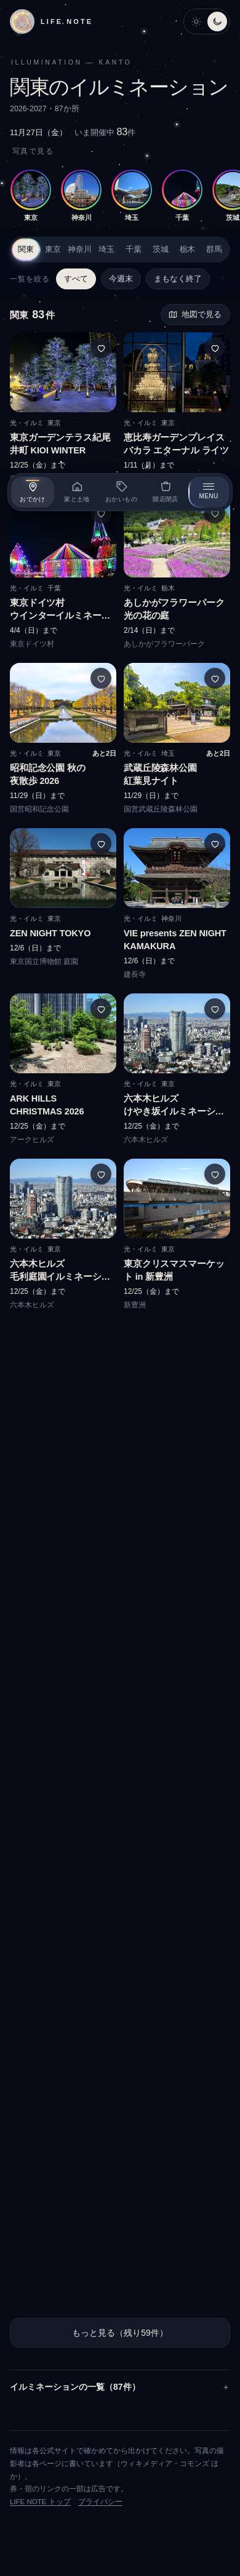 LIFE.NOTE
ILLUMINATION — KANTO
関東のイルミネーション
2026-2027・87か所
11月27日（金） いま開催中 83件
写真で見る
東京 神奈川 埼玉 千葉 茨城
関東 東京 神奈川 埼玉 千葉 茨城 栃木 群馬
一覧を絞る すべて 今週末 まもなく終了
関東 83件 地図で見る
光・イルミ 東京
東京ガーデンテラス紀尾
井町 KIOI WINTER
12/25（金）まで
光・イルミ 東京
恵比寿ガーデンプレイス
バカラ エターナル ライツ
1/11（月）まで
おでかけ 家と土地 おかいもの 開店閉店 MENU
光・イルミ 千葉
東京ドイツ村
ウインターイルミネー…
4/4（日）まで
東京ドイツ村
光・イルミ 栃木
あしかがフラワーパーク
光の花の庭
2/14（日）まで
あしかがフラワーパーク
光・イルミ 東京 あと2日
昭和記念公園 秋の
夜散歩 2026
11/29（日）まで
国営昭和記念公園
光・イルミ 埼玉 あと2日
武蔵丘陵森林公園
紅葉見ナイト
11/29（日）まで
国営武蔵丘陵森林公園
光・イルミ 東京
ZEN NIGHT TOKYO
12/6（日）まで
東京国立博物館 庭園
光・イルミ 神奈川
VIE presents ZEN NIGHT
KAMAKURA
12/6（日）まで
建長寺
光・イルミ 東京
ARK HILLS
CHRISTMAS 2026
12/25（金）まで
アークヒルズ
光・イルミ 東京
六本木ヒルズ
けやき坂イルミネーシ…
12/25（金）まで
六本木ヒルズ
光・イルミ 東京
六本木ヒルズ
毛利庭園イルミネーシ…
12/25（金）まで
六本木ヒルズ
光・イルミ 東京
東京クリスマスマーケッ
ト in 新豊洲
12/25（金）まで
新豊洲
もっと見る（残り59件）
イルミネーションの一覧（87件） +
情報は各公式サイトで確かめてから出かけてください。写真の撮
影者は各ページに書いています（ウィキメディア・コモンズ ほ
か）。
券・宿のリンクの一部は広告です。
LIFE NOTE トップ プライバシー